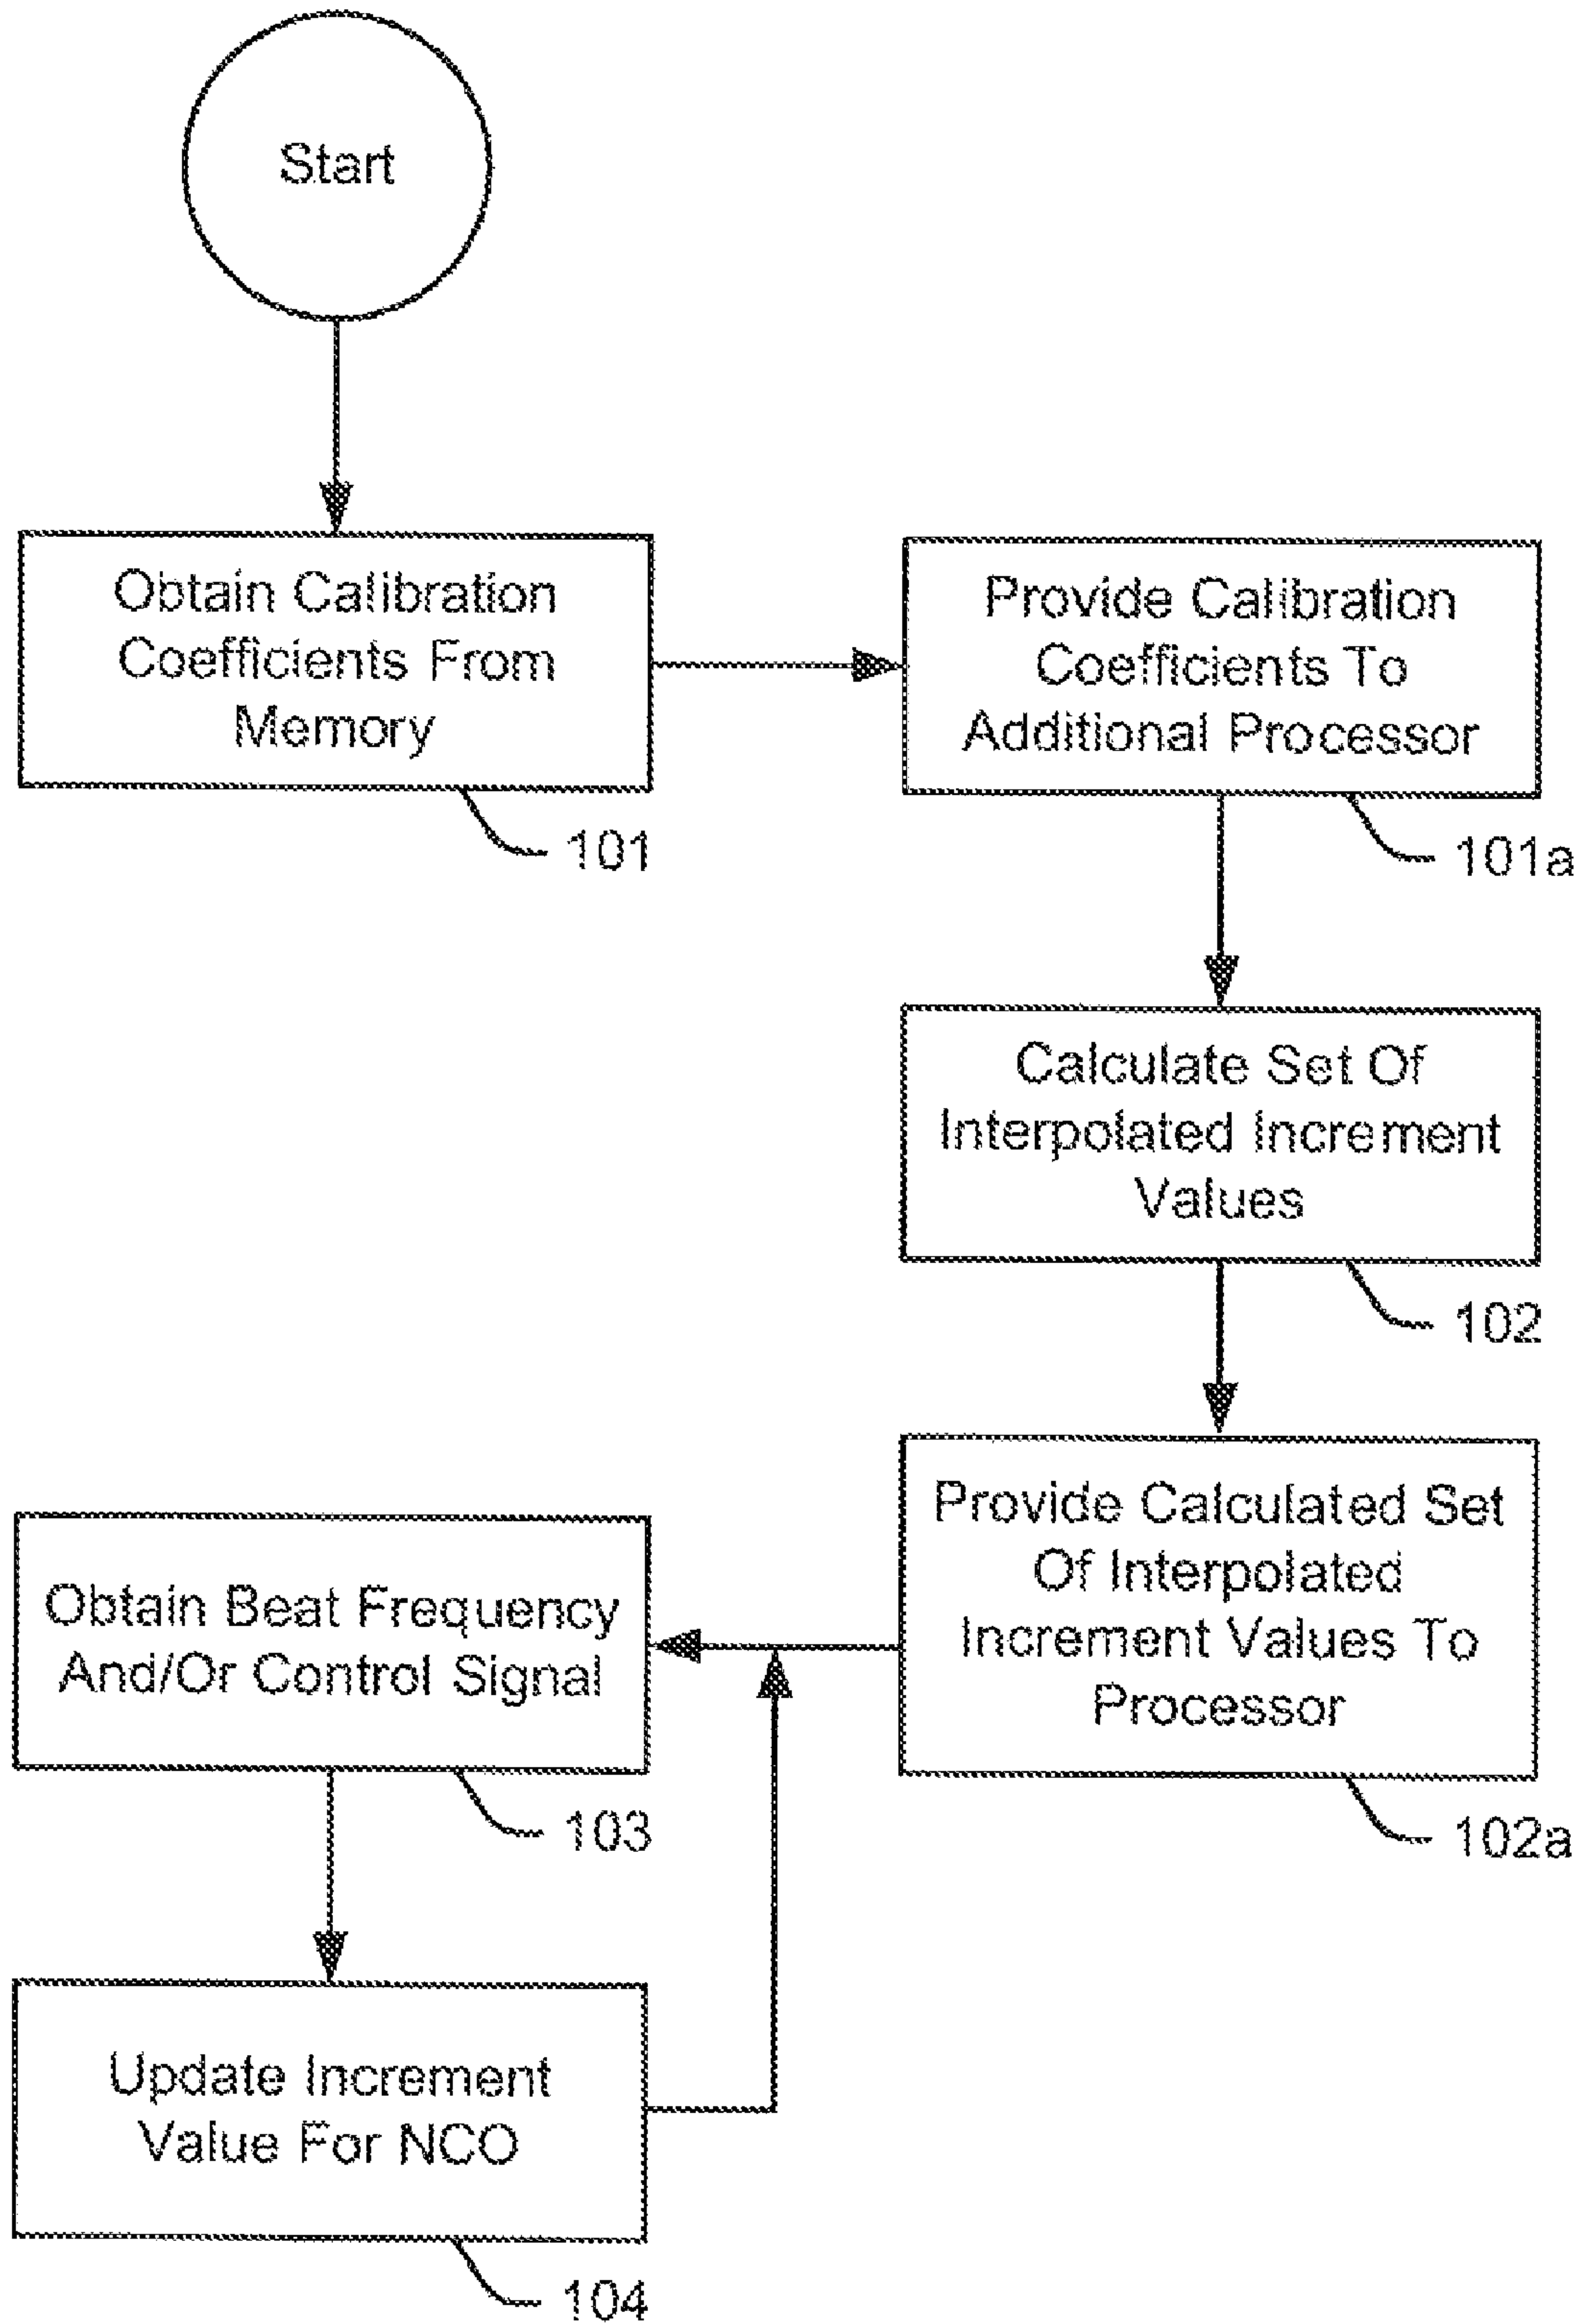 Start
Obtain Calibration
Coefficients From
Memory
101
Provide Calibration
Coefficients To
Additional Processor
101a
Calculate Set Of
Interpolated Increment
Values
102
Provide Calculated Set
Of Interpolated
Increment Values To
Processor
102a
Obtain Beat Frequency
And/Or Control Signal
103
Update Increment
Value For NCO
104